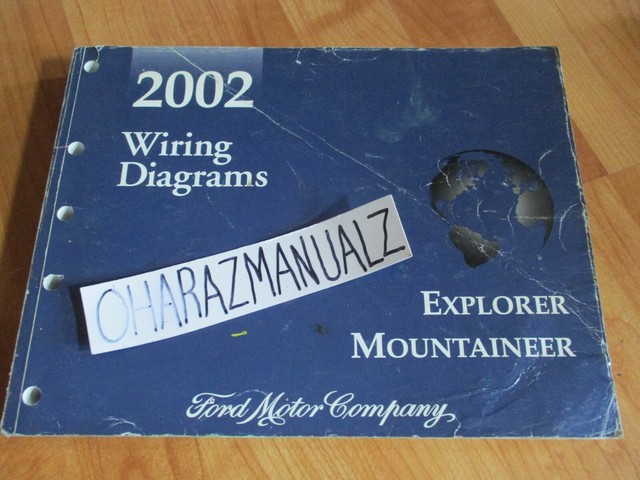 2002
Wiring
Diagrams
OHARAZMANUALZ
EXPLORER
MOUNTAINEER
Ford Motor Company